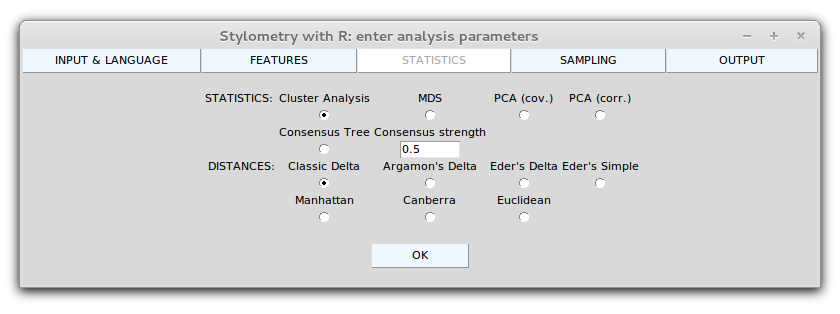 Stylometry with R: enter analysis parameters
INPUT & LANGUAGE FEATURES STATISTICS SAMPLING OUTPUT
STATISTICS: Cluster Analysis MDS PCA (cov.) PCA (corr.)
Consensus Tree Consensus strength
0.5
DISTANCES: Classic Delta Argamon's Delta Eder's Delta Eder's Simple
Manhattan Canberra Euclidean
OK